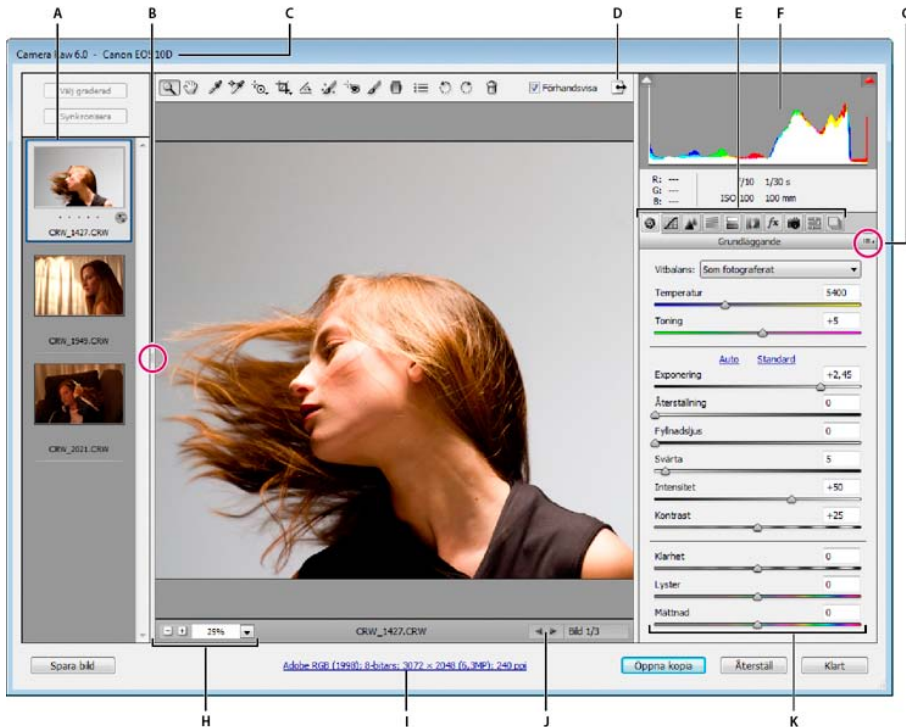 A B C D E F G
Camera Raw 6.0 - Canon EOS 10D
Välj graderad
Synkronisera
CRW_1427.CRW
CRW_1949.CRW
CRW_2021.CRW
Förhandsvisa
R: ---
G: ---
B: ---
f/10 1/30 s
ISO 100 100 mm
fx
Grundläggande
Vitbalans: Som fotograferat
Temperatur 5400
Toning +5
Auto Standard
Exponering +2,45
Återställning 0
Fyllnadsljus 0
Svärta 5
Intensitet +50
Kontrast +25
Klarhet 0
Lyster 0
Mättnad 0
29% CRW_1427.CRW Bild 1/3
Spara bild
Adobe RGB (1998); 8-bitars; 3072 × 2048 (6,3MP); 240 ppi
Öppna kopia Återställ Klart
H I J K